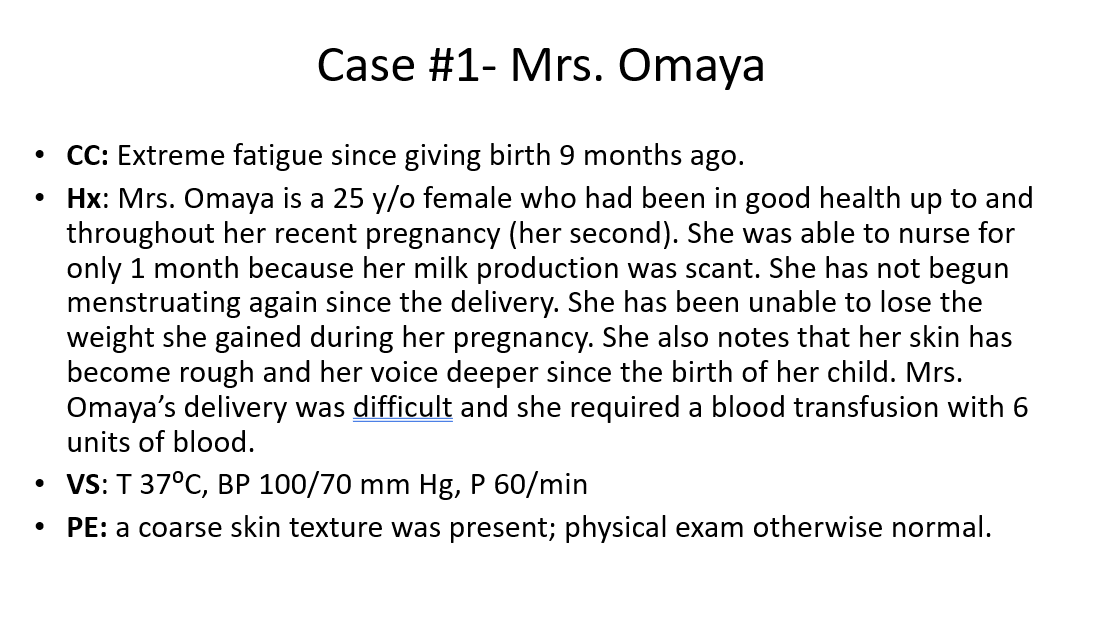 Case #1- Mrs. Omaya
• CC: Extreme fatigue since giving birth 9 months ago.
• Hx: Mrs. Omaya is a 25 y/o female who had been in good health up to and
throughout her recent pregnancy (her second). She was able to nurse for
only 1 month because her milk production was scant. She has not begun
menstruating again since the delivery. She has been unable to lose the
weight she gained during her pregnancy. She also notes that her skin has
become rough and her voice deeper since the birth of her child. Mrs.
Omaya’s delivery was difficult and she required a blood transfusion with 6
units of blood.
• VS: T 37⁰C, BP 100/70 mm Hg, P 60/min
• PE: a coarse skin texture was present; physical exam otherwise normal.